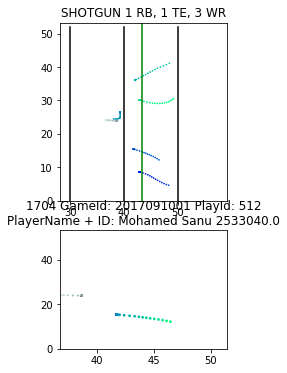 SHOTGUN 1 RB, 1 TE, 3 WR
50
40
30
20
10
0
30 40 50
1704 GameId: 2017091001 PlayId: 512
PlayerName + ID: Mohamed Sanu 2533040.0
40
20
0
40 45 50